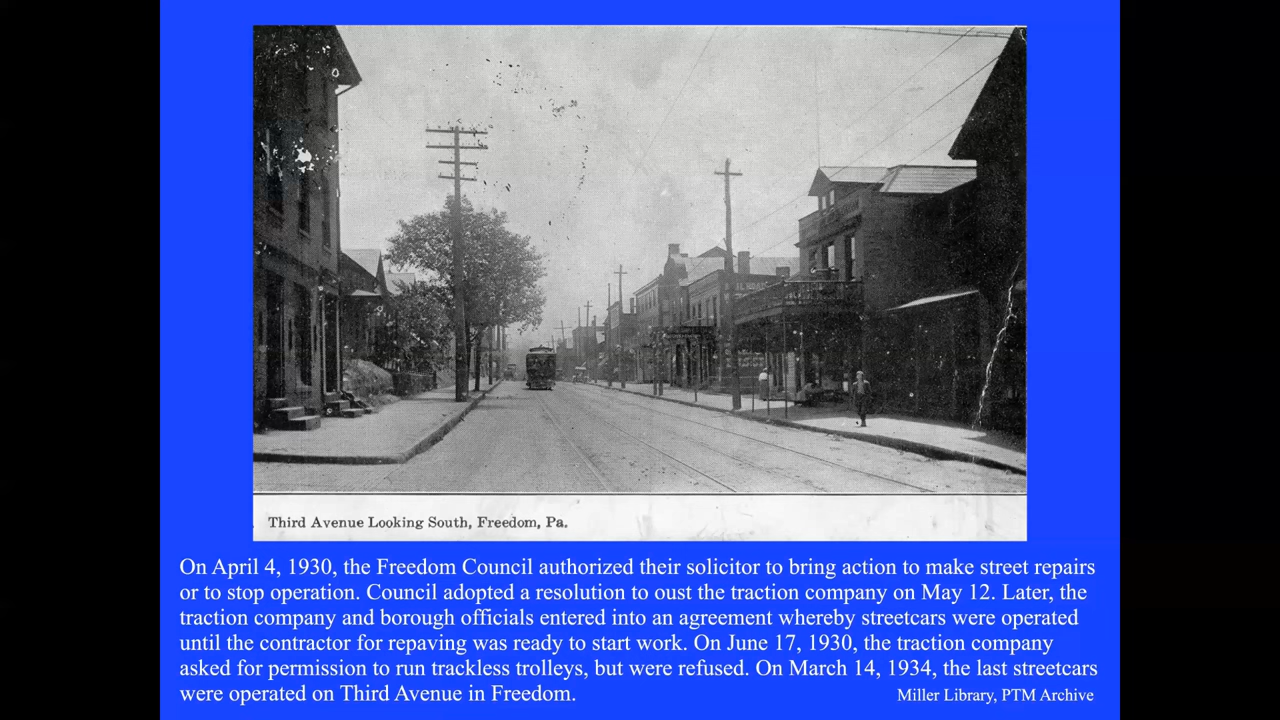 Third Avenue Looking South, Freedom, Pa.
On April 4, 1930, the Freedom Council authorized their solicitor to bring action to make street repairs
or to stop operation. Council adopted a resolution to oust the traction company on May 12. Later, the
traction company and borough officials entered into an agreement whereby streetcars were operated
until the contractor for repaving was ready to start work. On June 17, 1930, the traction company
asked for permission to run trackless trolleys, but were refused. On March 14, 1934, the last streetcars
were operated on Third Avenue in Freedom.
Miller Library, PTM Archive